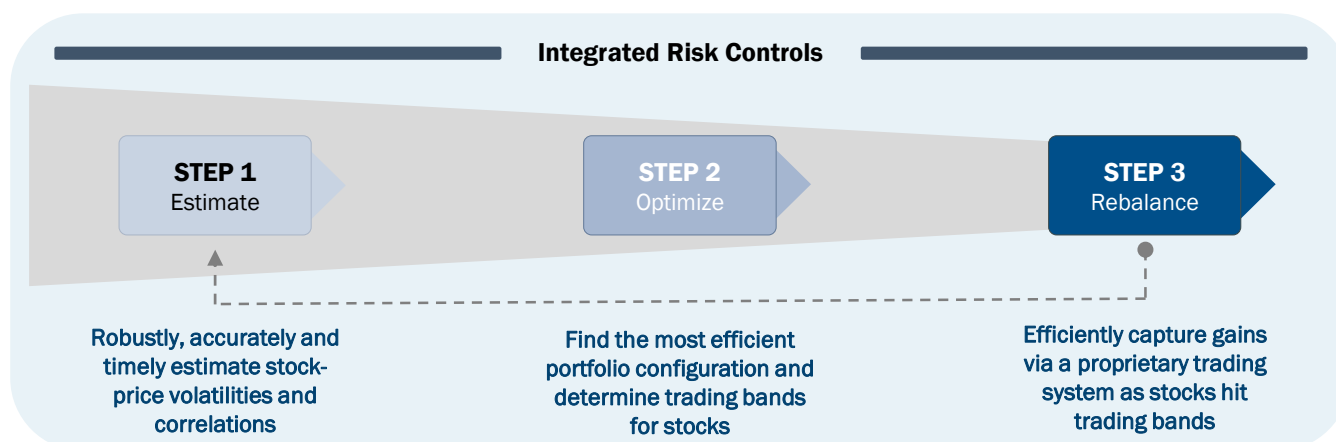 Integrated Risk Controls
STEP 1
Estimate
STEP 2
Optimize
STEP 3
Rebalance
Robustly, accurately and
timely estimate stock-
price volatilities and
correlations
Find the most efficient
portfolio configuration and
determine trading bands
for stocks
Efficiently capture gains
via a proprietary trading
system as stocks hit
trading bands